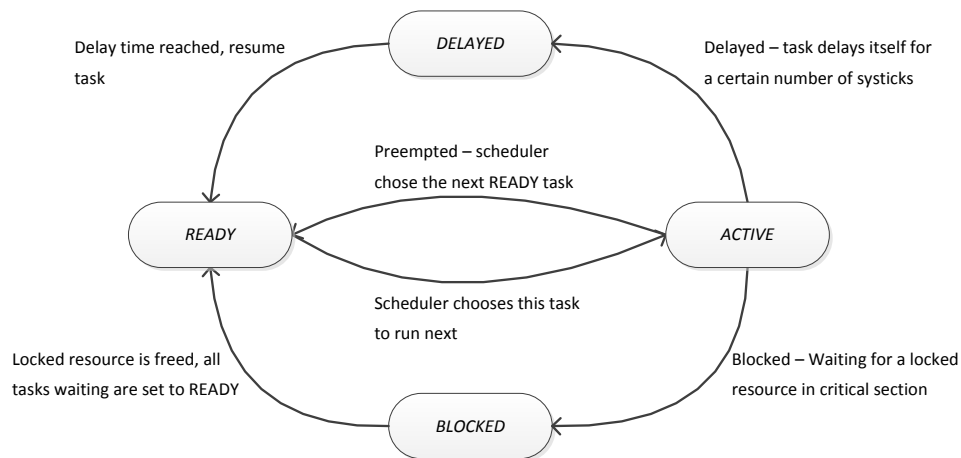 DELAYED
Delay time reached, resume
task
Delayed – task delays itself for
a certain number of systicks
Preempted – scheduler
chose the next READY task
READY
ACTIVE
Scheduler chooses this task
to run next
Locked resource is freed, all
tasks waiting are set to READY
Blocked – Waiting for a locked
resource in critical section
BLOCKED